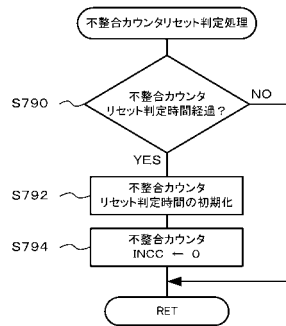 不整合カウンタリセット判定処理
S790
不整合カウンタ
リセット判定時間経過？
NO
YES
S792
不整合カウンタ
リセット判定時間の初期化
S794
不整合カウンタ
INCC ← 0
RET